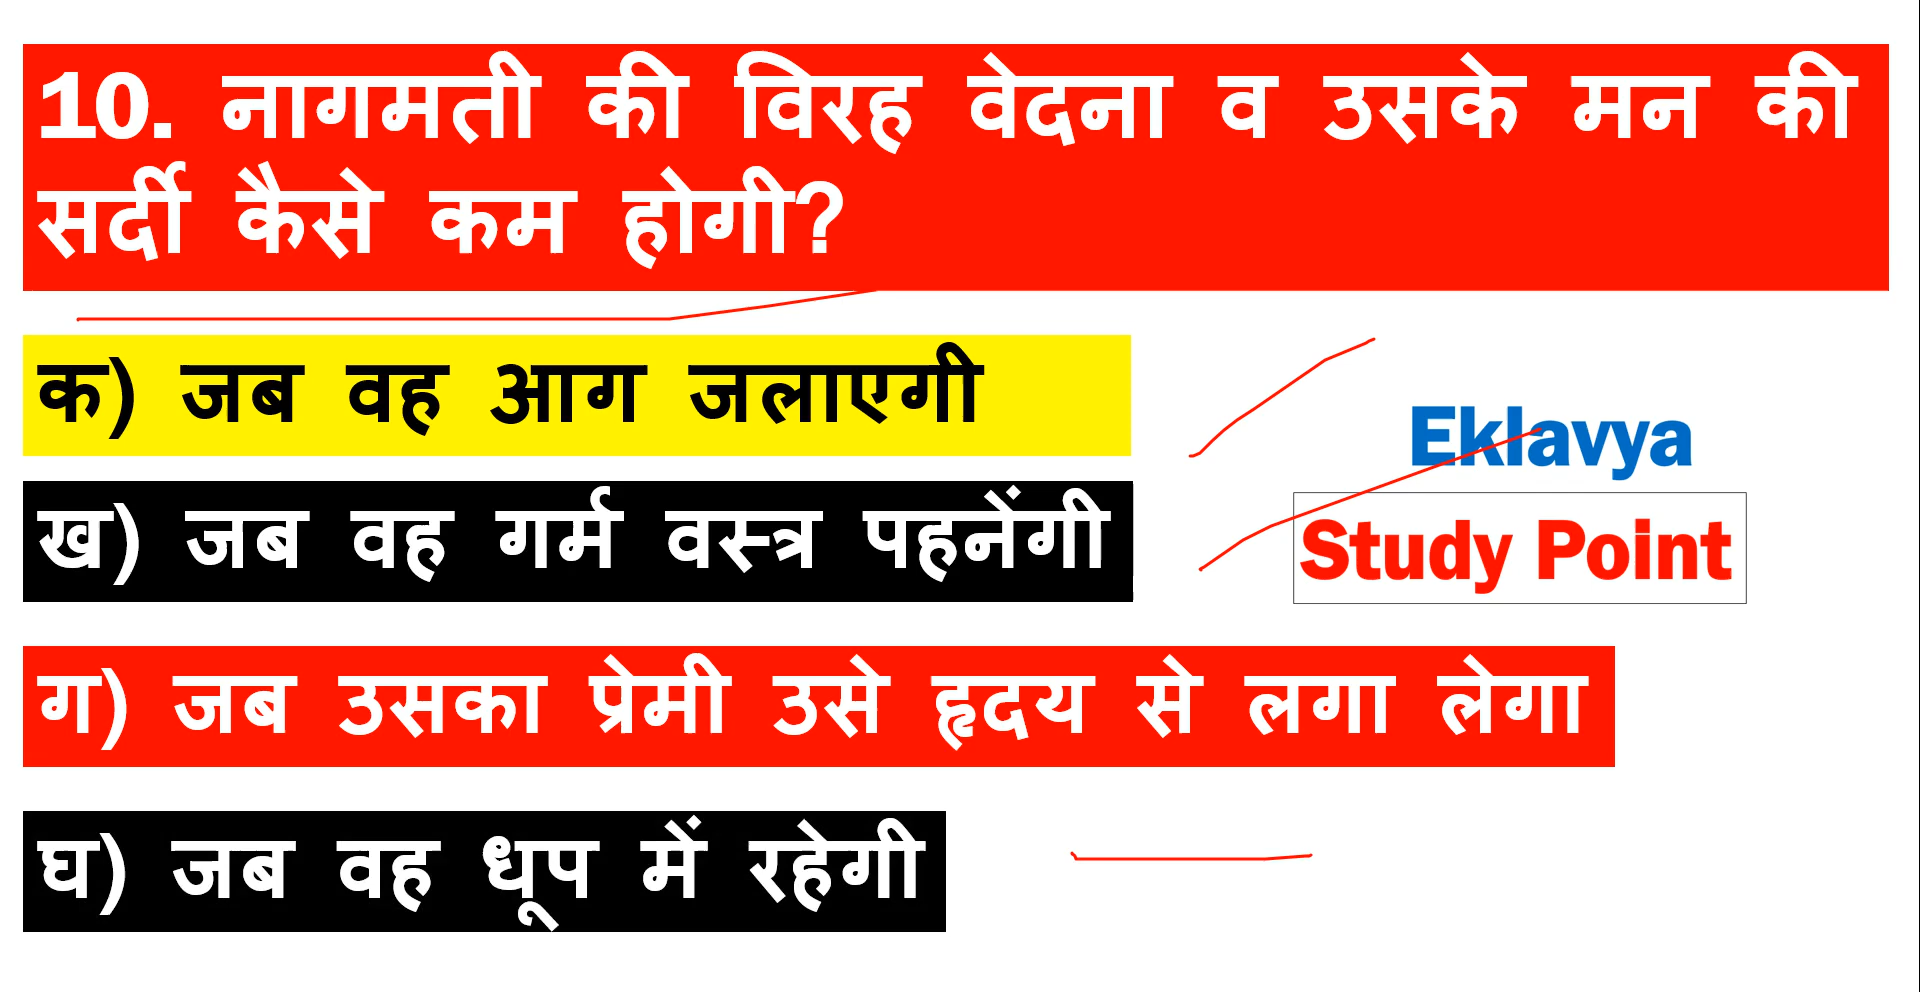 10. नागमती की विरह वेदना व उसके मन की
सर्दी कैसे कम होगी?
क) जब वह आग जलाएगी
Eklavya
ख) जब वह गर्म वस्त्र पहनेंगी
Study Point
ग) जब उसका प्रेमी उसे हृदय से लगा लेगा
घ) जब वह धूप में रहेगी